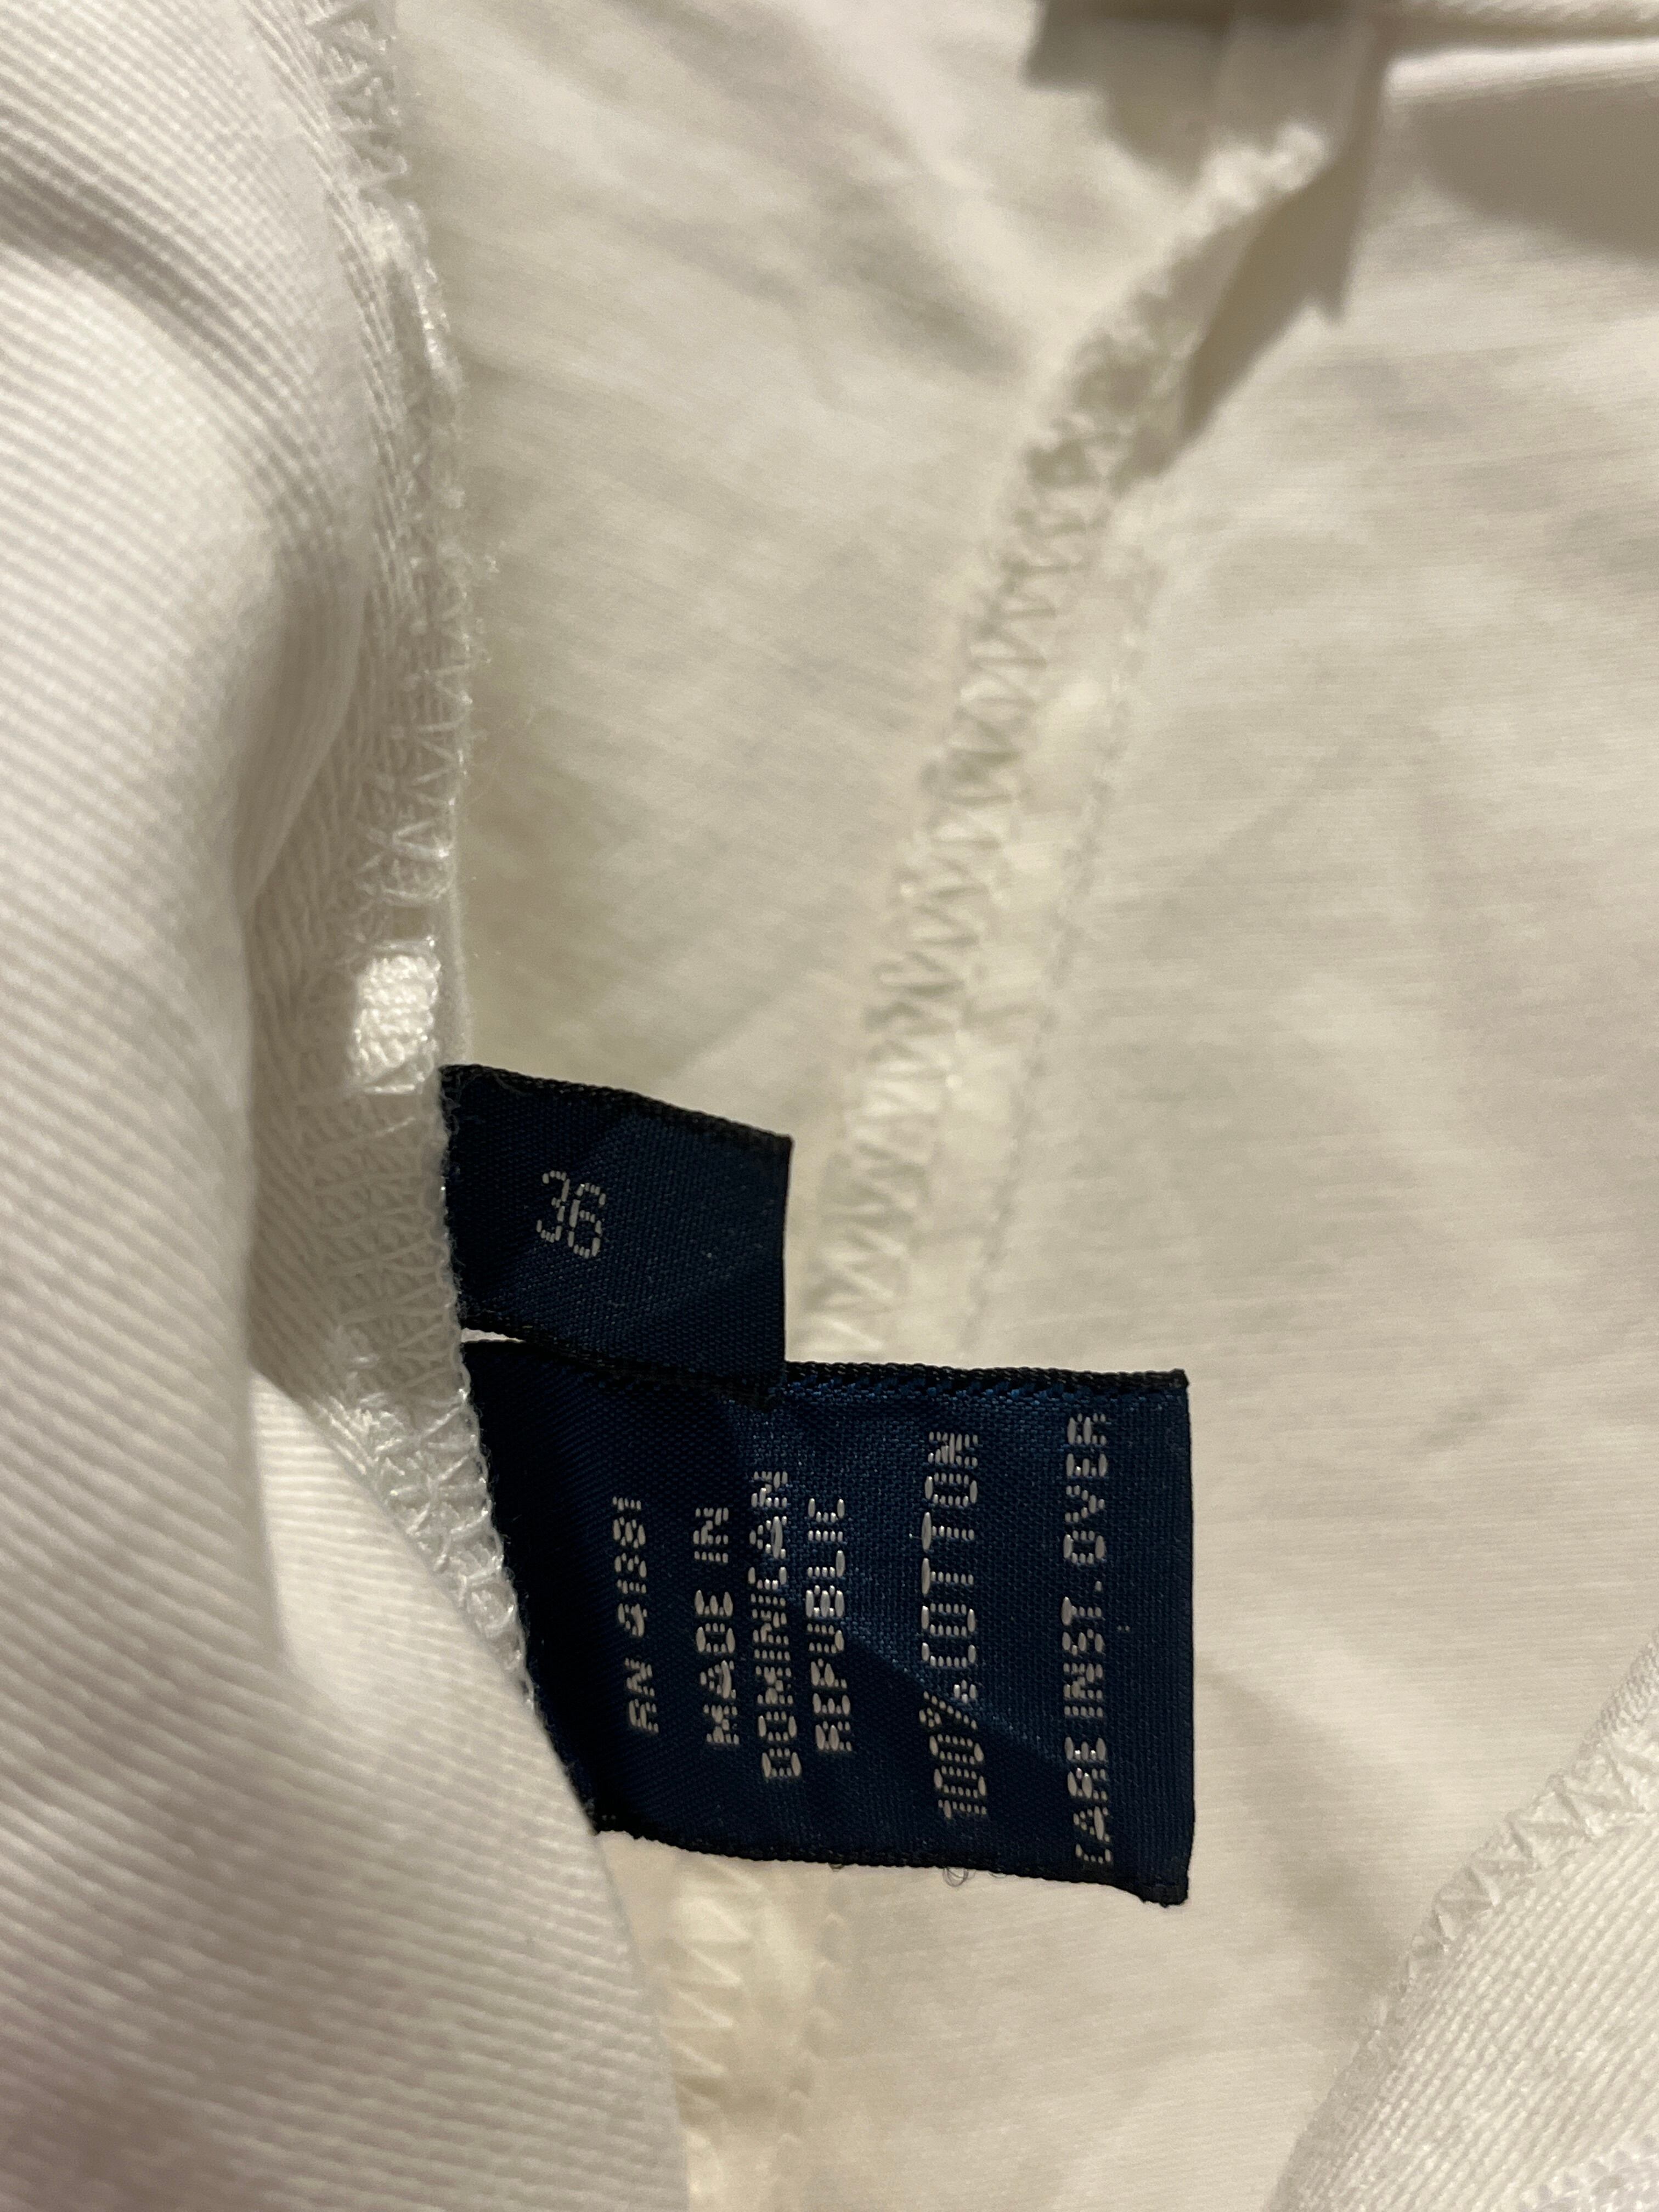 36
RN 41381
MADE IN
DOMINICAN
REPUBLIC
100% COTTON
CARE INST. OVER